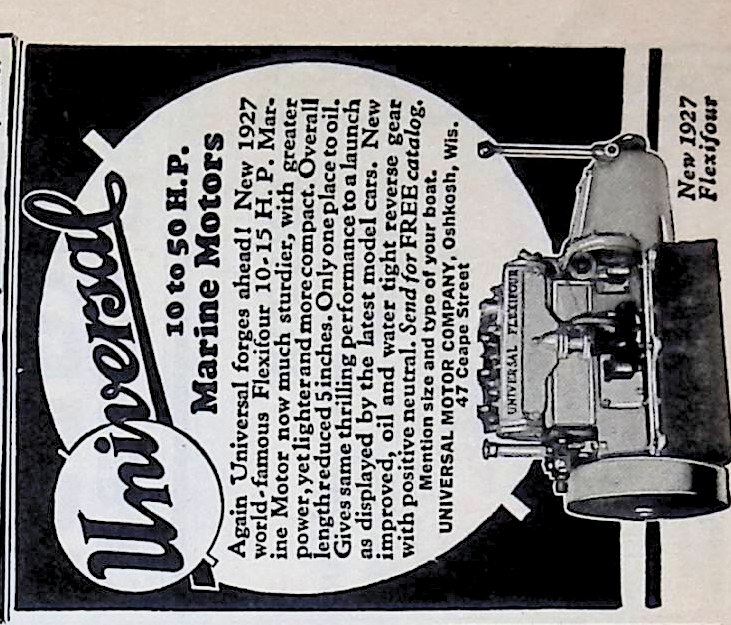 Universal
10 to 50 H.P.
Marine Motors
Again Universal forges ahead! New 1927
world-famous Flexifour 10-15 H. P. Mar-
ine Motor now much sturdier, with greater
power, yet lighter and more compact. Overall
length reduced 5 inches. Only one place to oil.
Gives same thrilling performance to a launch
as displayed by the latest model cars. New
improved, oil and water tight reverse gear
with positive neutral. Send for FREE catalog.
Mention size and type of your boat.
UNIVERSAL MOTOR COMPANY, Oshkosh, Wis.
47 Ceape Street
UNIVERSAL FLEXIFOUR
New 1927
Flexifour